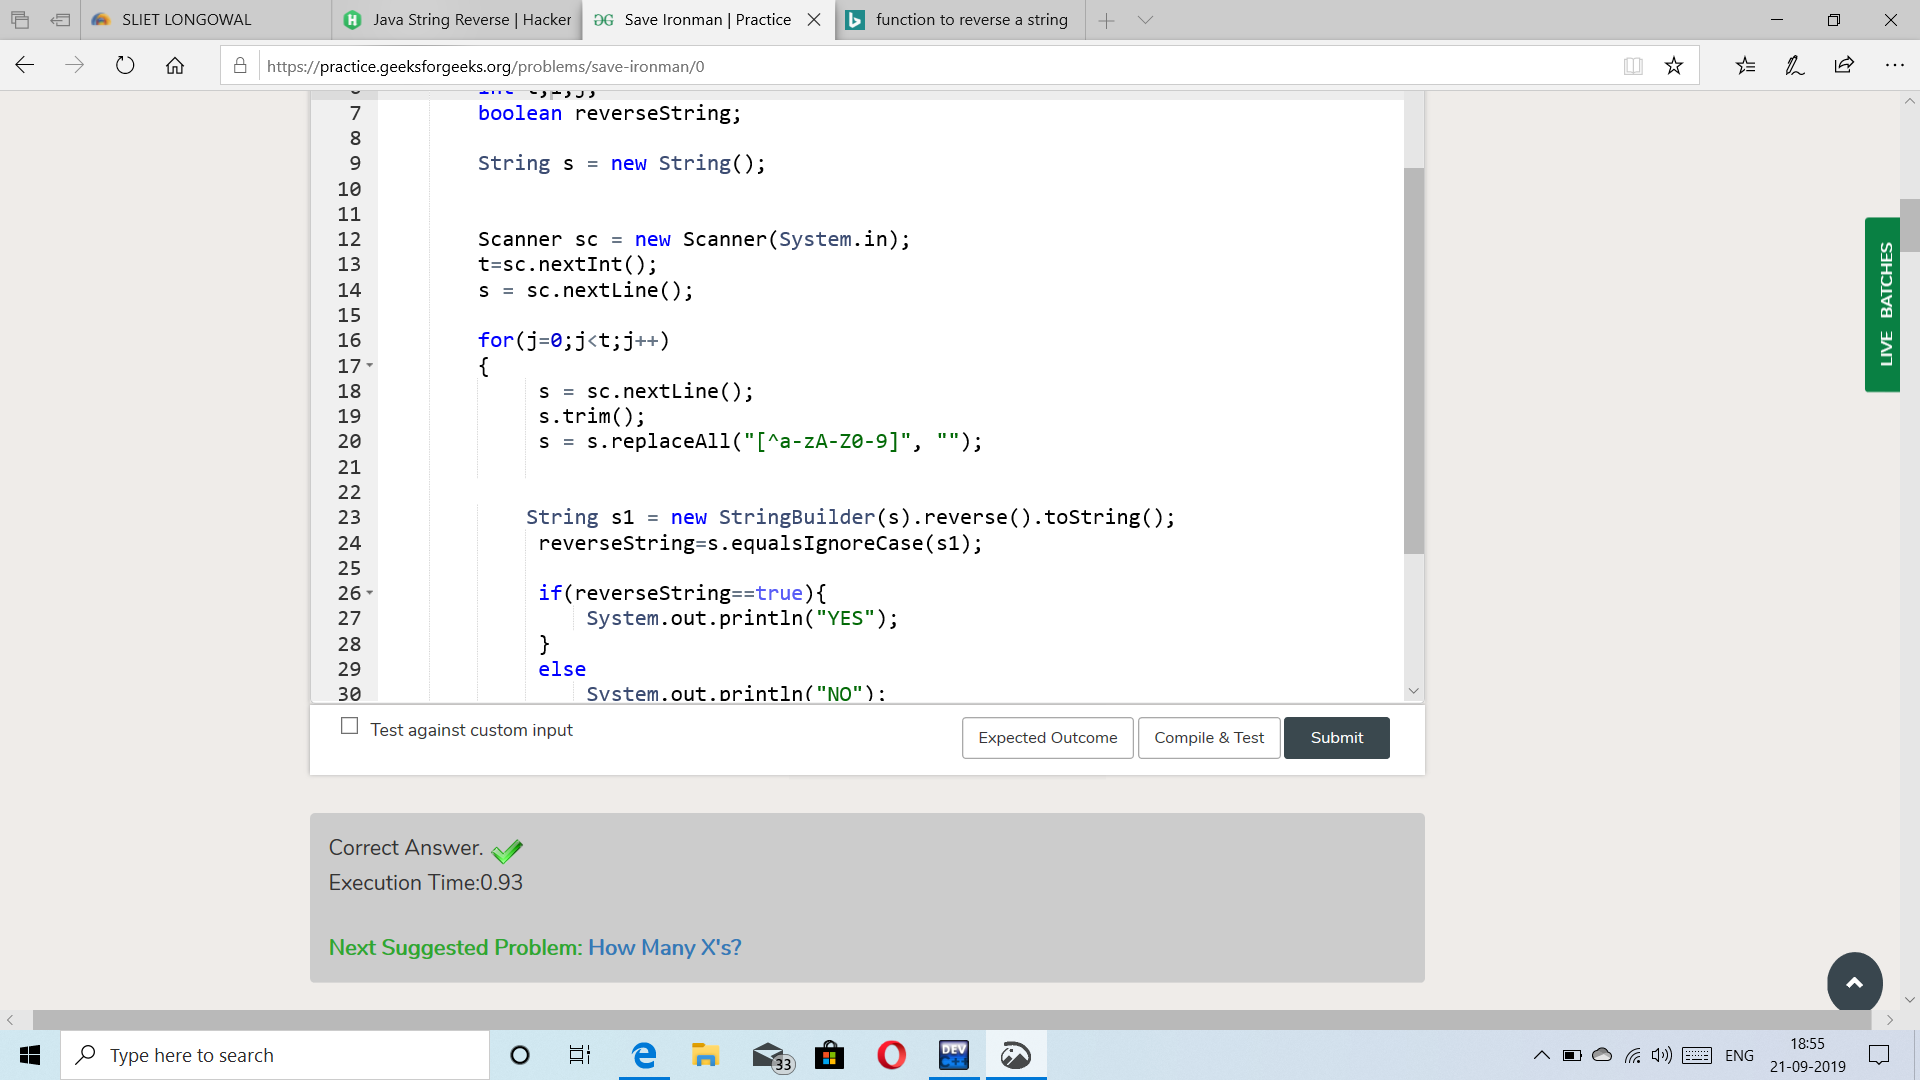 SLIET LONGOWAL
Java String Reverse | Hacker
Save Ironman | Practice
function to reverse a string
https://practice.geeksforgeeks.org/problems/save-ironman/0
7 boolean reverseString;
8
9 String s = new String();
10
11
12 Scanner sc = new Scanner(System.in);
13 t=sc.nextInt();
14 s = sc.nextLine();
15
16 for(j=0;j<t;j++)
17 {
18 s = sc.nextLine();
19 s.trim();
20 s = s.replaceAll("[^a-zA-Z0-9]", "");
21
22
23 String s1 = new StringBuilder(s).reverse().toString();
24 reverseString=s.equalsIgnoreCase(s1);
25
26 if(reverseString==true){
27 System.out.println("YES");
28 }
29 else
30 System.out.println("NO");
LIVE BATCHES
Test against custom input
Expected Outcome
Compile & Test
Submit
Correct Answer.
Execution Time:0.93
Next Suggested Problem: How Many X's?
Type here to search
33
DEV
C++
ENG
18:55
21-09-2019